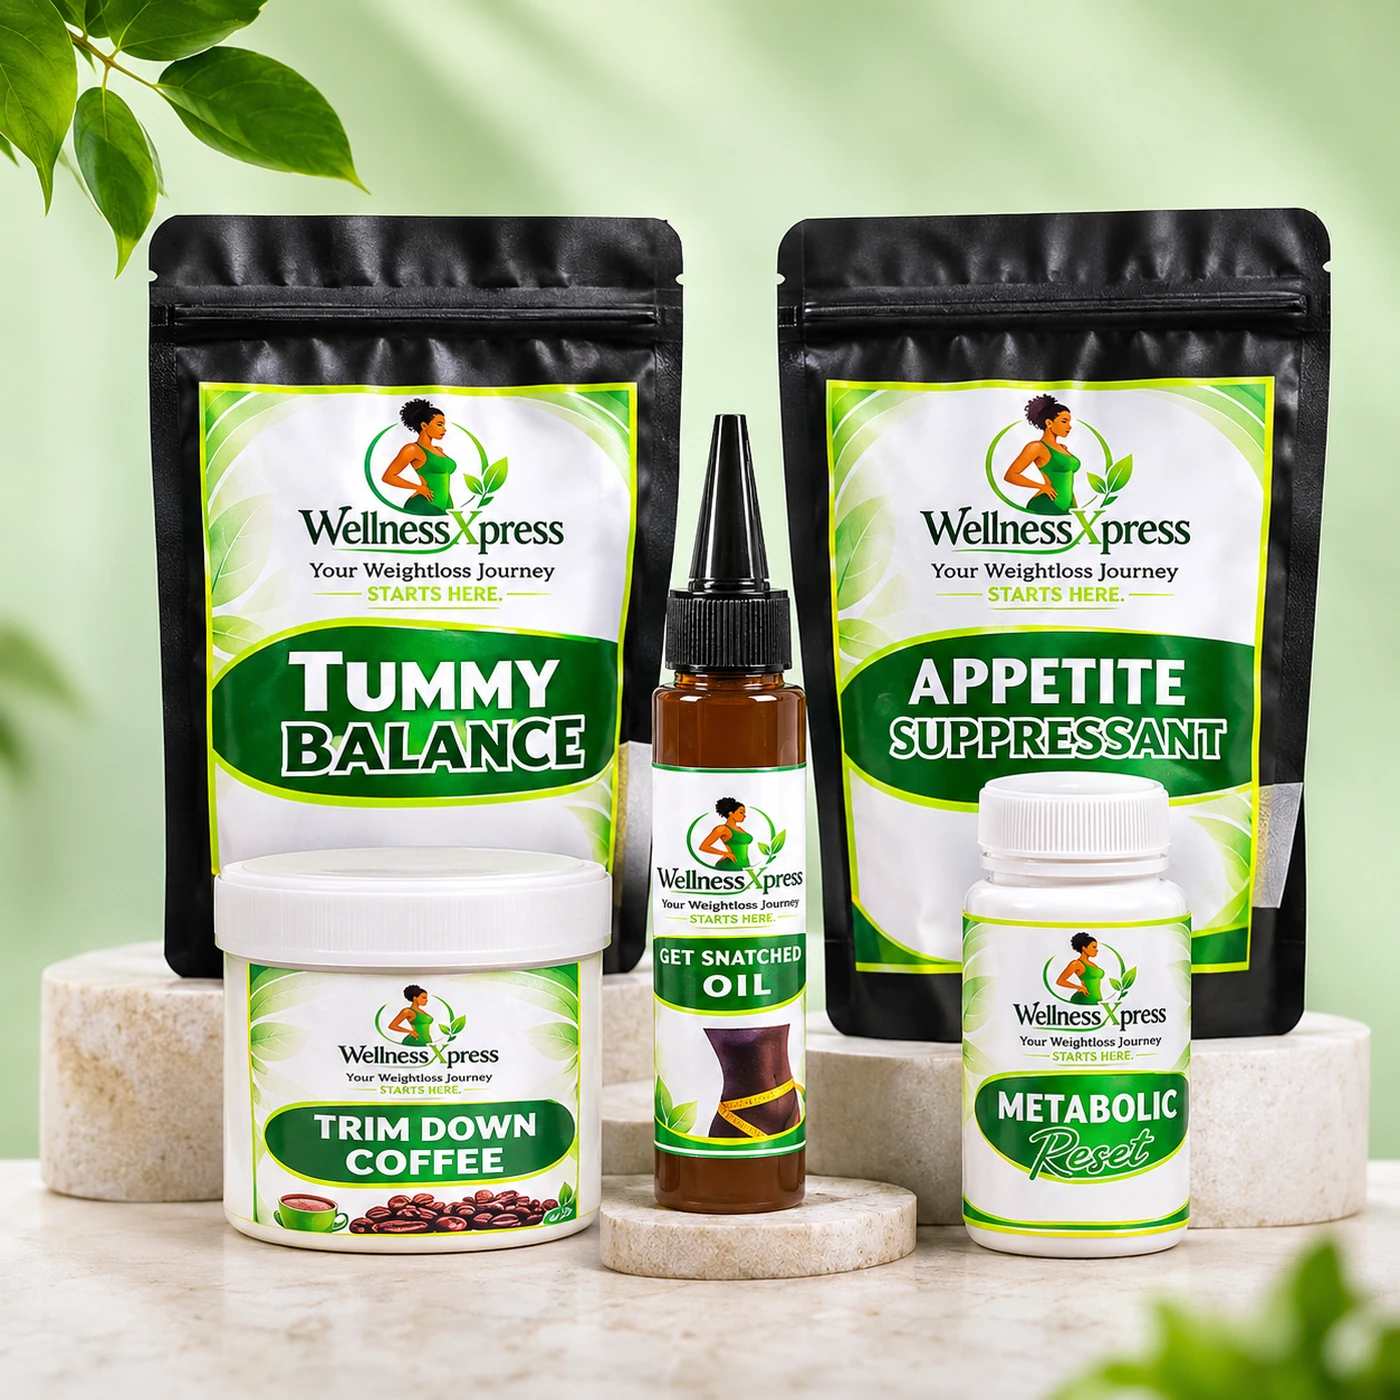 WellnessXpress
Your Weightloss Journey
STARTS HERE.
TUMMY
BALANCE
WellnessXpress
Your Weightloss Journey
STARTS HERE.
APPETITE
SUPPRESSANT
WellnessXpress
Your Weightloss Journey
STARTS HERE.
GET SNATCHED
OIL
WellnessXpress
Your Weightloss Journey
STARTS HERE.
TRIM DOWN
COFFEE
WellnessXpress
Your Weightloss Journey
STARTS HERE.
METABOLIC
Reset